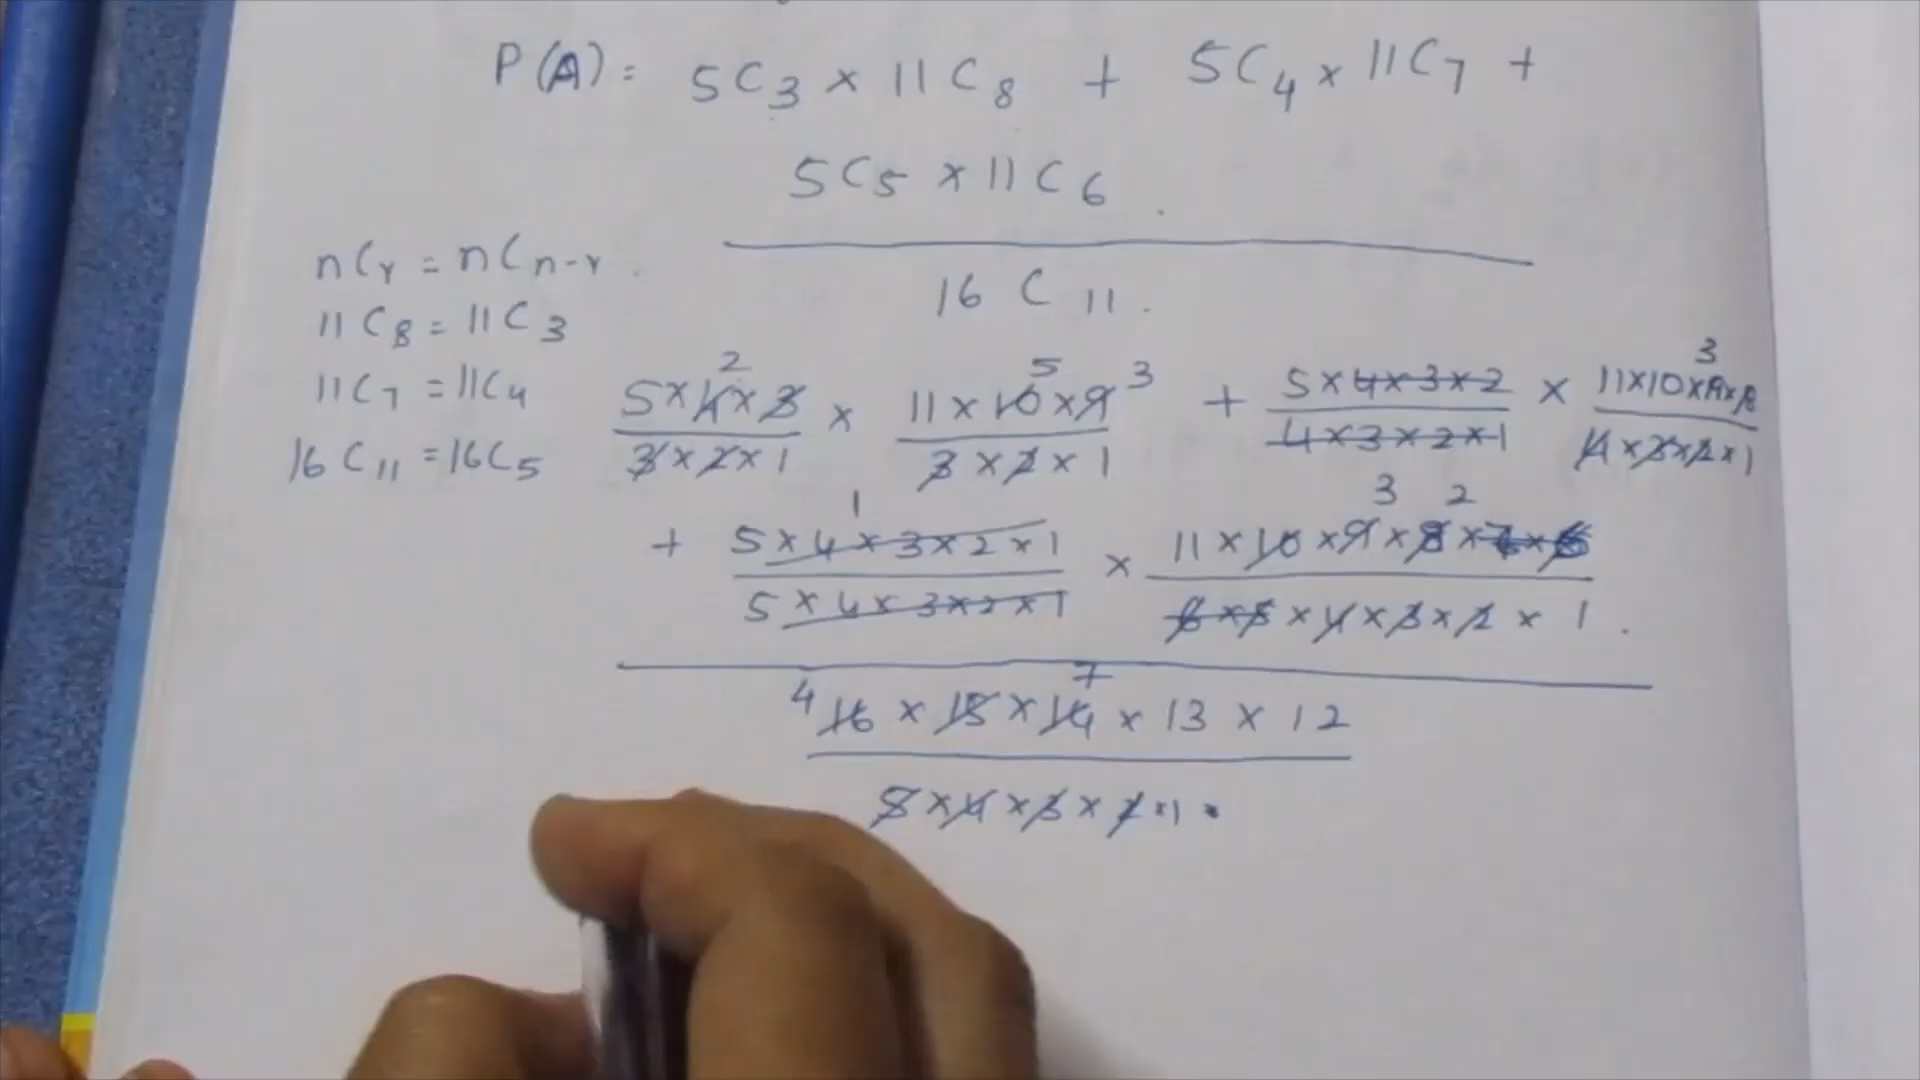 P(A) = 5C3 × 11C8 + 5C4 × 11C7 +
5C5 × 11C6
16 C 11.
nCr = nCn-r.
11C8 = 11C3
11C7 = 11C4
16C11 = 16C5
2 5 3 3
5×4×3 × 11×10×9 + 5×4×3×2 × 11×10×9×8
3×2×1 3×2×1 4×3×2×1 4×3×2×1
1 3 2
+ 5×4×3×2×1 × 11×10×9×8×7×6
5×4×3×2×1 6×5×4×3×2×1.
4 7
16 × 15 × 14 × 13 × 12
5×4×3×2×1.